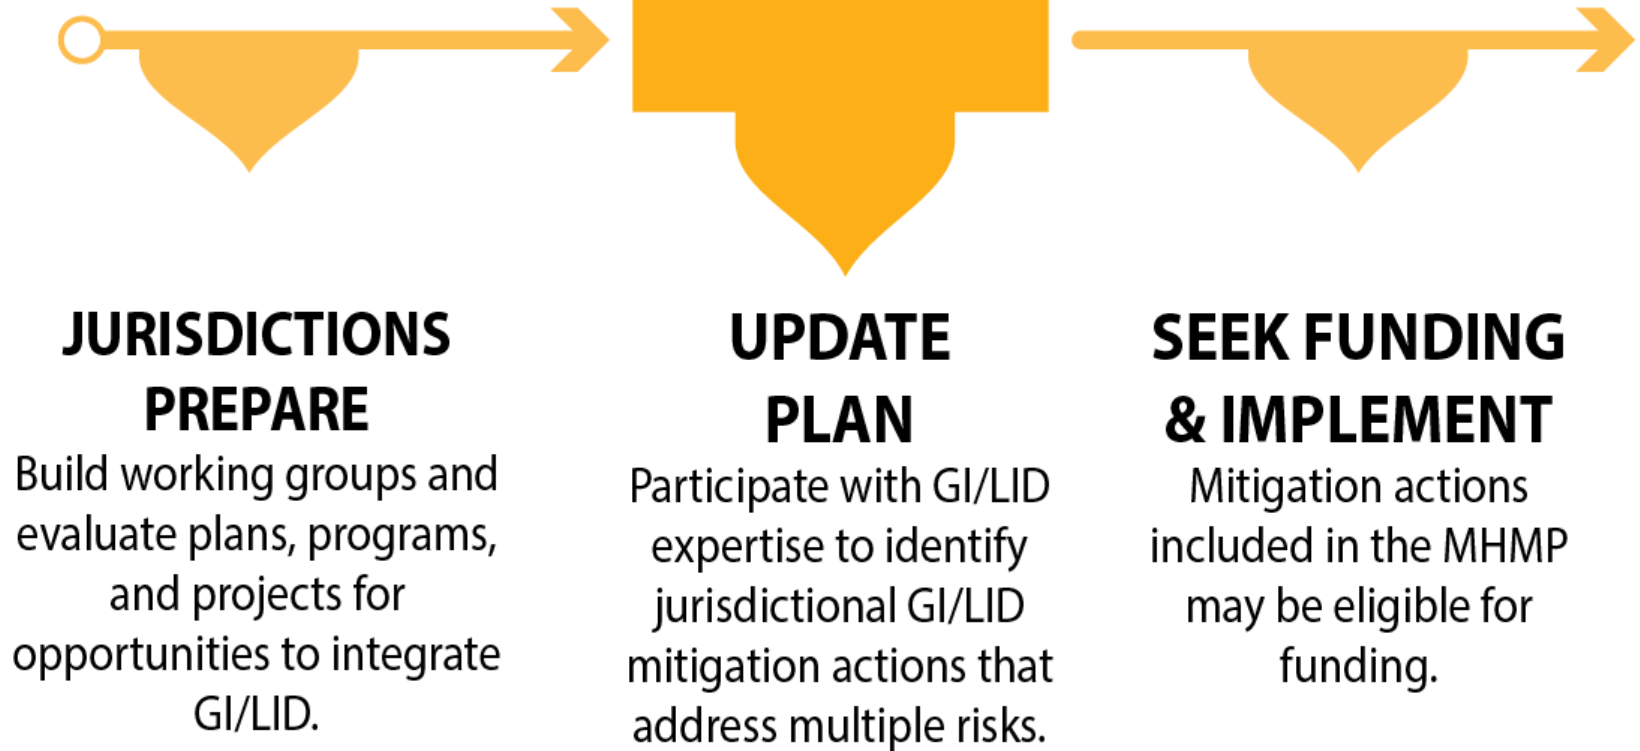 JURISDICTIONS
PREPARE
Build working groups and
evaluate plans, programs,
and projects for
opportunities to integrate
GI/LID.
UPDATE
PLAN
Participate with GI/LID
expertise to identify
jurisdictional GI/LID
mitigation actions that
address multiple risks.
SEEK FUNDING
& IMPLEMENT
Mitigation actions
included in the MHMP
may be eligible for
funding.